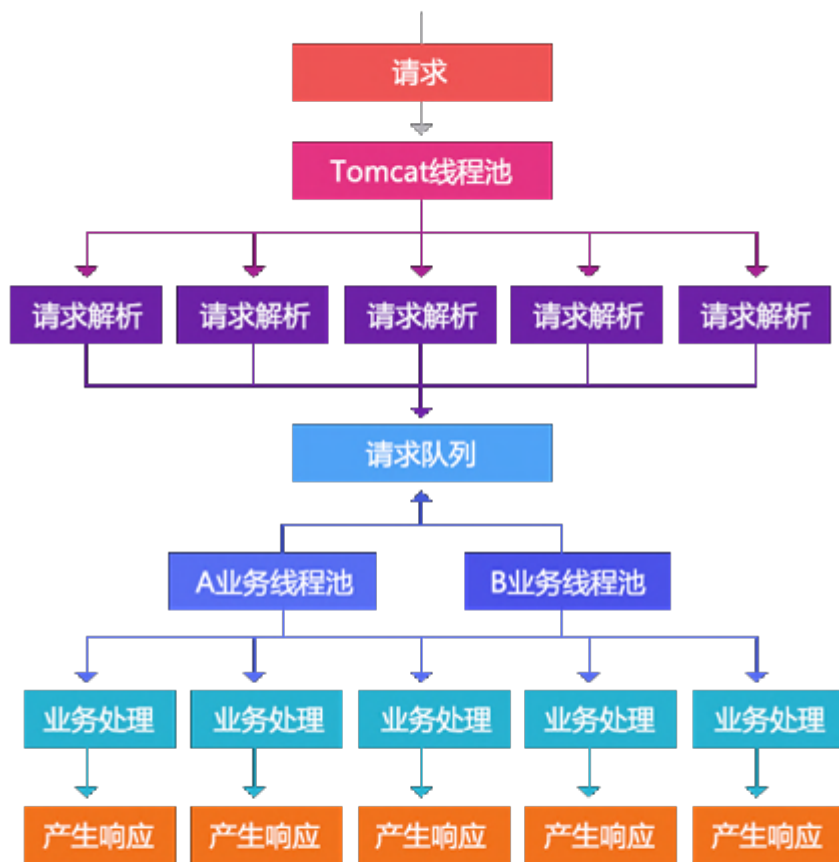 请求
Tomcat线程池
请求解析 请求解析 请求解析 请求解析 请求解析
请求队列
A业务线程池 B业务线程池
业务处理 业务处理 业务处理 业务处理 业务处理
产生响应 产生响应 产生响应 产生响应 产生响应